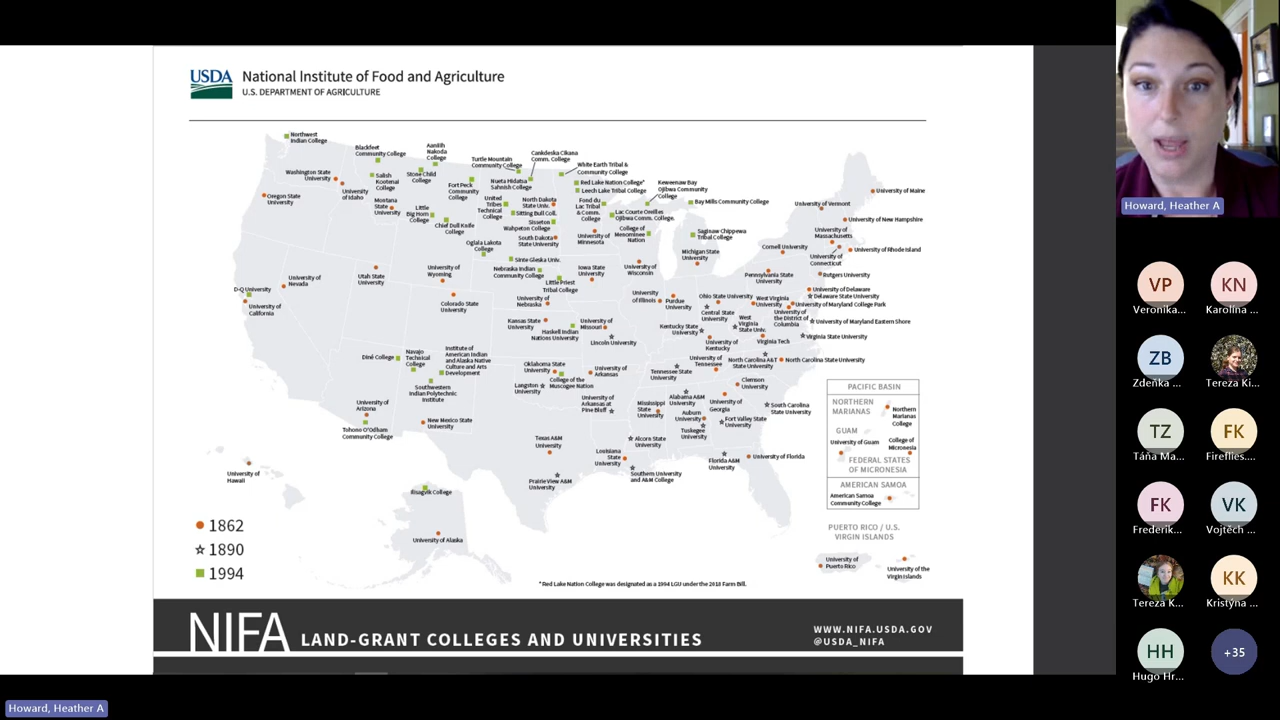 USDA
National Institute of Food and Agriculture
U.S. DEPARTMENT OF AGRICULTURE
Northwest
Indian College
Blackfeet
Community College
Aaniiih
Nakoda
College
Turtle Mountain
Community College
Cankdeska Cikana
Comm. College
White Earth Tribal &
Community College
Washington State
University
University
of Idaho
Salish
Kootenai
College
Stone Child
College
Fort Peck
Community
College
Nueta Hidatsa
Sahnish College
Red Lake Nation College*
Leech Lake Tribal College
Keweenaw Bay
Ojibwa Community
College
Bay Mills Community College
Oregon State
University
Montana
State
University
Little
Big Horn
College
Chief Dull Knife
College
United
Tribes
Technical
College
North Dakota
State Univ.
Sitting Bull Coll.
Sisseton
Wahpeton College
Fond du
Lac Tribal
& Comm.
College
Lac Courte Oreilles
Ojibwa Comm. College
College of
Menominee
Nation
Saginaw Chippewa
Tribal College
University of Maine
University of Vermont
University of New Hampshire
University of
Massachusetts
University of Rhode Island
University of
Connecticut
Cornell University
Oglala Lakota
College
South Dakota
State University
University of
Minnesota
Michigan State
University
Sinte Gleska Univ.
Nebraska Indian
Community College
Little Priest
Tribal College
Iowa State
University
University of
Wisconsin
Pennsylvania State
University
Rutgers University
University of
Nevada
Utah State
University
University of
Wyoming
D-Q University
University of
California
Colorado State
University
University of
Nebraska
University
of Illinois
Purdue
University
Ohio State University
Central State
University
West Virginia
University
West
Virginia
State Univ.
University of Delaware
Delaware State University
University of Maryland College Park
University of
the District of
Columbia
University of Maryland Eastern Shore
Virginia State University
Virginia Tech
Kansas State
University
Haskell Indian
Nations University
University of
Missouri
Lincoln University
Kentucky State
University
University of
Kentucky
University of
Tennessee
North Carolina A&T
State University
North Carolina State University
Diné College
Navajo
Technical
College
Institute of
American Indian
and Alaska Native
Culture and Arts
Development
Southwestern
Indian Polytechnic
Institute
Oklahoma State
University
College of the
Muscogee Nation
Langston
University
University of
Arkansas
University of
Arkansas at
Pine Bluff
Tennessee State
University
Clemson
University
Alabama A&M
University
Mississippi
State
University
Auburn
University
Tuskegee
University
University of
Georgia
Fort Valley State
University
South Carolina
State University
University of
Arizona
Tohono O'Odham
Community College
New Mexico State
University
Texas A&M
University
Prairie View A&M
University
Louisiana
State
University
Alcorn State
University
Southern University
and A&M College
Florida A&M
University
University of Florida
University of
Hawaii
Ilisagvik College
University of Alaska
PACIFIC BASIN
NORTHERN
MARIANAS
Northern
Marianas
College
GUAM
University of Guam
College of
Micronesia
FEDERAL STATES
OF MICRONESIA
AMERICAN SAMOA
American Samoa
Community College
PUERTO RICO / U.S.
VIRGIN ISLANDS
University of
Puerto Rico
University of the
Virgin Islands
1862
1890
1994
* Red Lake Nation College was designated as a 1994 LGU under the 2018 Farm Bill.
NIFA LAND-GRANT COLLEGES AND UNIVERSITIES
WWW.NIFA.USDA.GOV
@USDA_NIFA
Howard, Heather A
VP
Veronika...
KN
Karolína ...
ZB
Zdeňka ...
Tereza Ki...
TZ
Táňa Ma...
FK
Fireflies....
FK
Frederik...
VK
Vojtěch ...
Tereza K...
KK
Kristýna ...
HH
Hugo Hr...
+35
Howard, Heather A